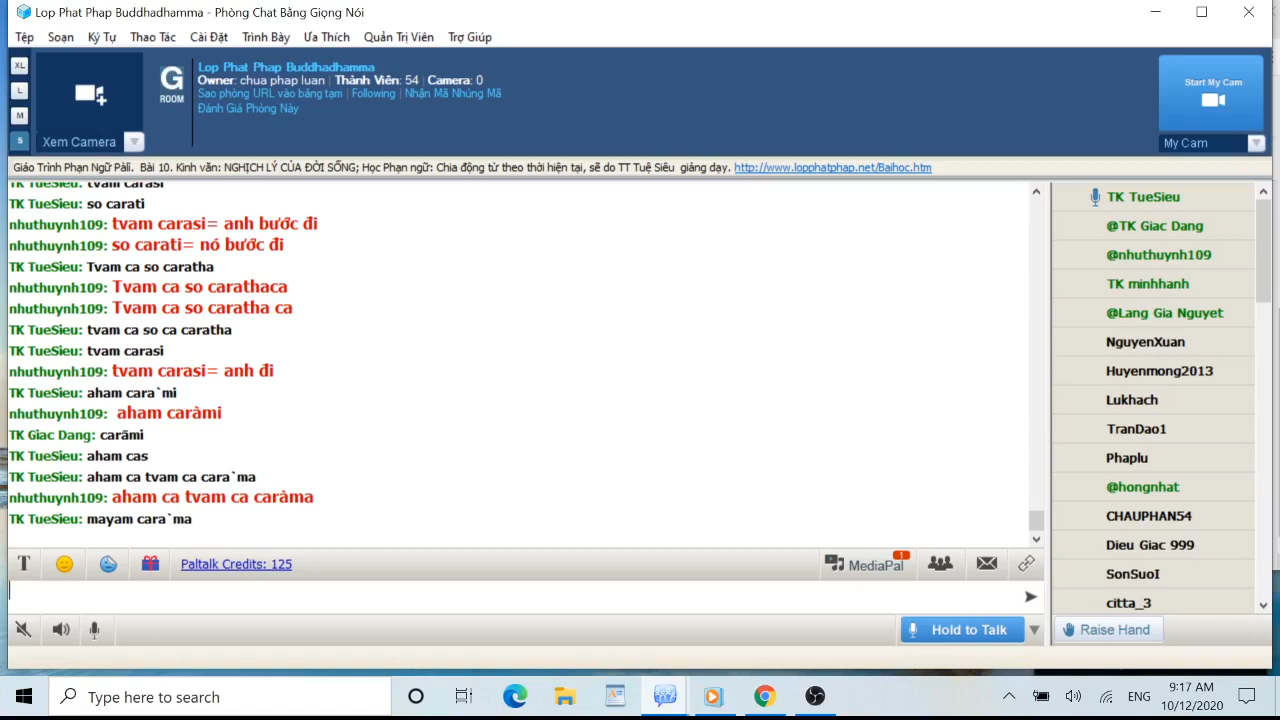 Lop Phat Phap Buddhadhamma - Phòng Chat Bằng Giọng Nói
Tệp Soạn Ký Tự Thao Tác Cài Đặt Trình Bày Ưa Thích Quản Trị Viên Trợ Giúp
XL
L
M
S
Xem Camera
G
ROOM
Lop Phat Phap Buddhadhamma
Owner: chua phap luan | Thành Viên: 54 | Camera: 0
Sao phòng URL vào bảng tạm | Following | Nhận Mã Nhúng Mã
Đánh Giá Phòng Này
Start My Cam
My Cam
Giáo Trình Phạn Ngữ Pàli. Bài 10. Kinh văn: NGHỊCH LÝ CỦA ĐỜI SỐNG; Học Phạn ngữ: Chia động từ theo thời hiện tại, sẽ do TT Tuệ Siêu giảng dạy. http://www.lopphatphap.net/Baihoc.htm
TK TueSieu: tvam carasi
TK TueSieu: so carati
nhuthuynh109: tvam carasi= anh bước đi
nhuthuynh109: so carati= nó bước đi
TK TueSieu: Tvam ca so caratha
nhuthuynh109: Tvam ca so carathaca
nhuthuynh109: Tvam ca so caratha ca
TK TueSieu: tvam ca so ca caratha
TK TueSieu: tvam carasi
nhuthuynh109: tvam carasi= anh đi
TK TueSieu: aham cara`mi
nhuthuynh109: aham caràmi
TK Giac Dang: carāmi
TK TueSieu: aham cas
TK TueSieu: aham ca tvam ca cara`ma
nhuthuynh109: aham ca tvam ca caràma
TK TueSieu: mayam cara`ma
TK TueSieu
@TK Giac Dang
@nhuthuynh109
TK minhhanh
@Lang Gia Nguyet
NguyenXuan
Huyenmong2013
Lukhach
TranDao1
Phaplu
@hongnhat
CHAUPHAN54
Dieu Giac 999
SonSuoI
citta_3
T Paltalk Credits: 125 MediaPal 1
Hold to Talk Raise Hand
Type here to search
ENG
9:17 AM
10/12/2020